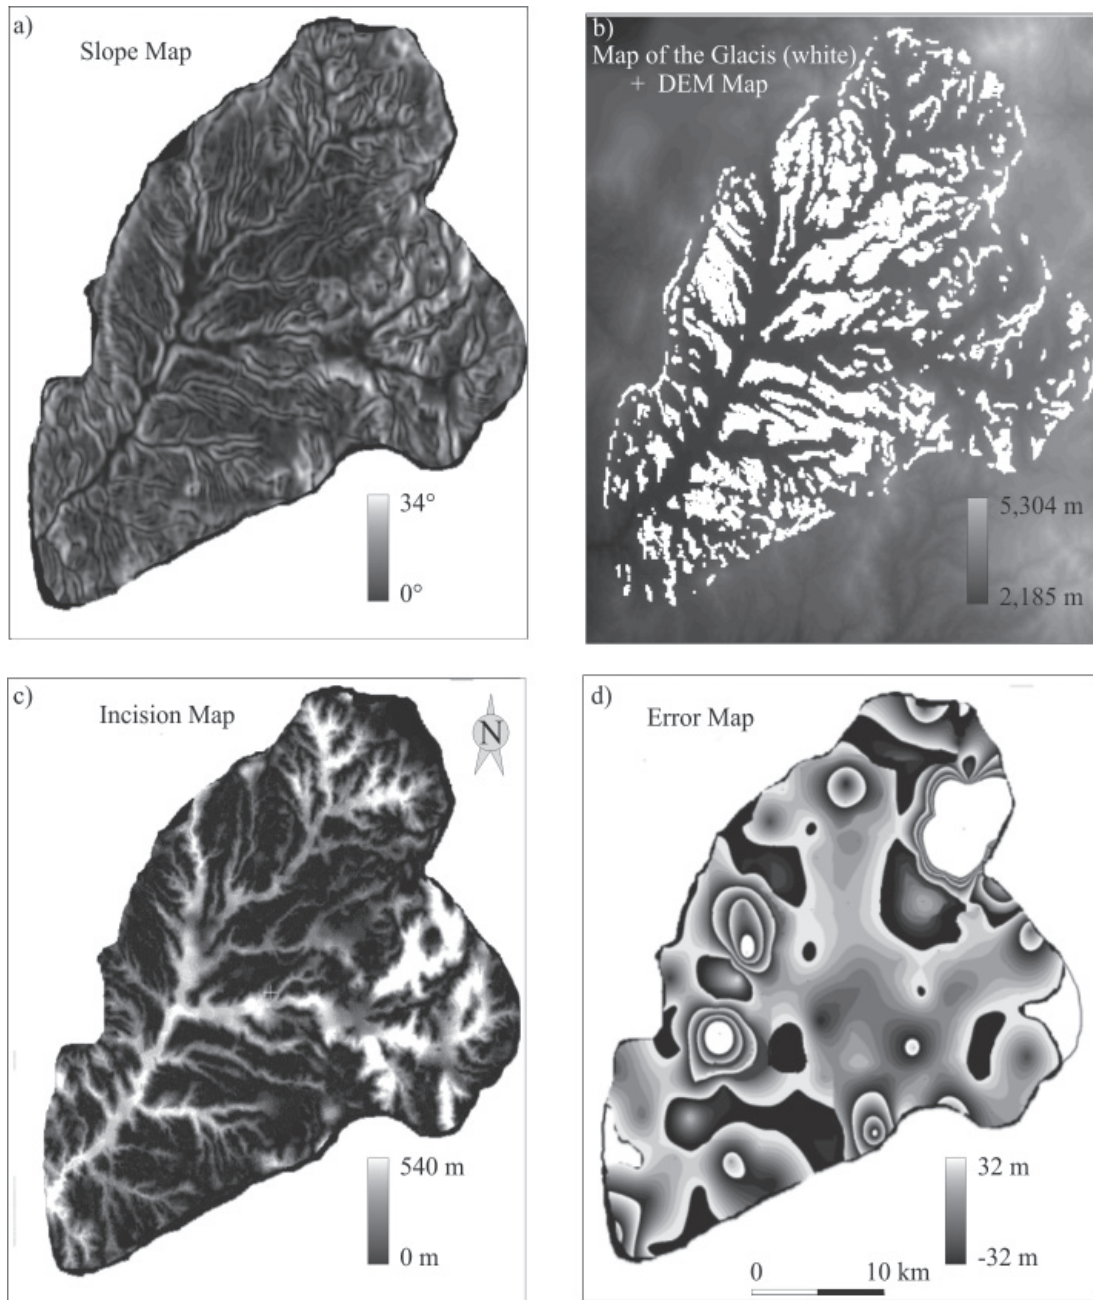 a)
Slope Map
34°
0°
b)
Map of the Glacis (white)
+ DEM Map
5,304 m
2,185 m
c)
Incision Map
N
540 m
0 m
d)
Error Map
32 m
-32 m
0 10 km